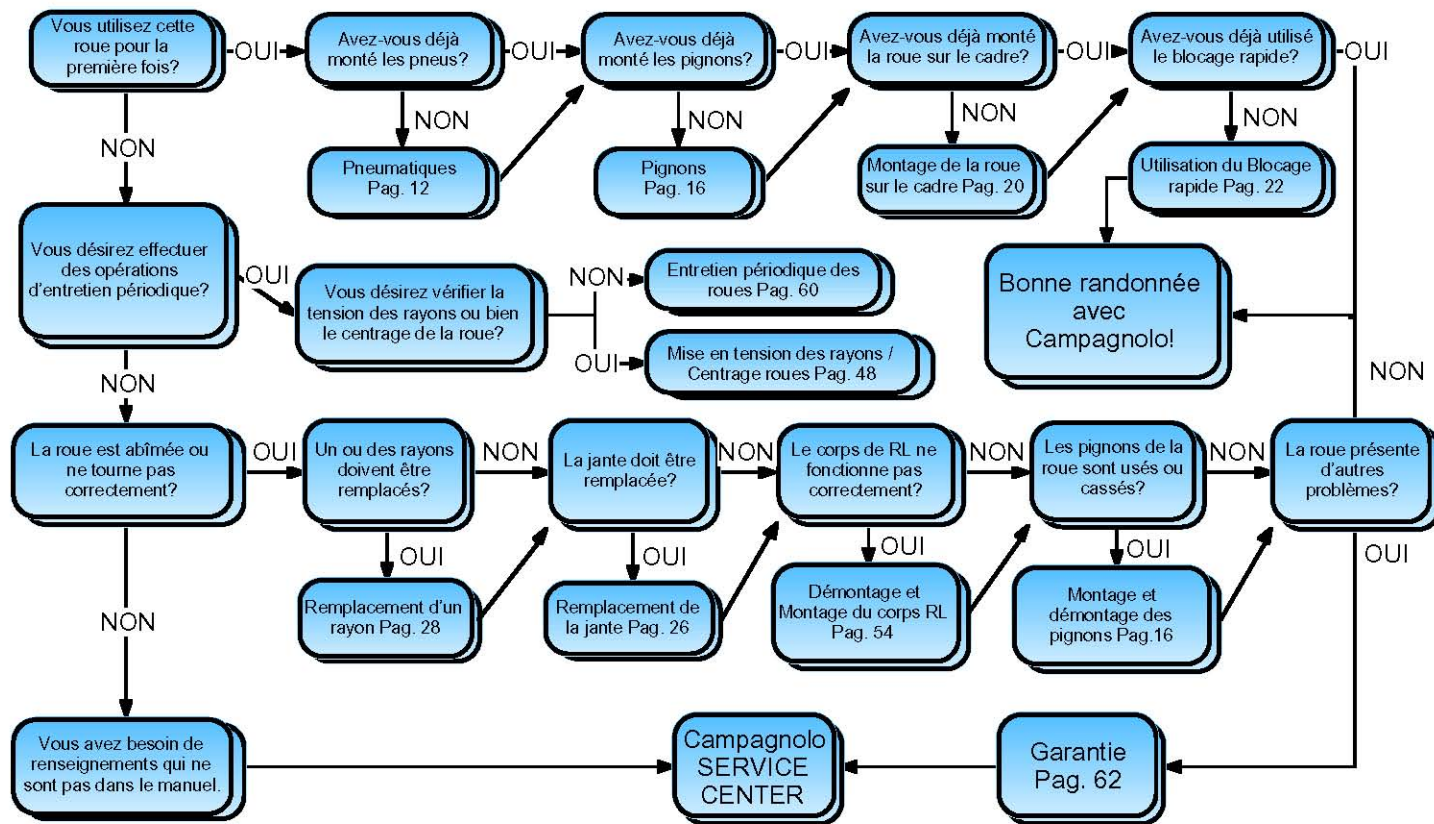 Vous utilisez cette
roue pour la
première fois?
OUI
Avez-vous déjà
monté les pneus?
OUI
Avez-vous déjà
monté les pignons?
OUI
Avez-vous déjà monté
la roue sur le cadre?
OUI
Avez-vous déjà utilisé
le blocage rapide?
OUI
NON
NON
NON
NON
NON
Pneumatiques
Pag. 12
Pignons
Pag. 16
Montage de la roue
sur le cadre Pag. 20
Utilisation du Blocage
rapide Pag. 22
Vous désirez effectuer
des opérations
d'entretien périodique?
OUI
Vous désirez vérifier la
tension des rayons ou bien
le centrage de la roue?
NON
Entretien périodique des
roues Pag. 60
OUI
Mise en tension des rayons /
Centrage roues Pag. 48
Bonne randonnée
avec
Campagnolo!
NON
NON
La roue est abîmée ou
ne tourne pas
correctement?
OUI
Un ou des rayons
doivent être
remplacés?
NON
La jante doit être
remplacée?
NON
Le corps de RL ne
fonctionne pas
correctement?
NON
Les pignons de la
roue sont usés ou
cassés?
NON
La roue présente
d'autres
problèmes?
OUI
OUI
OUI
OUI
OUI
NON
Remplacement d'un
rayon Pag. 28
Remplacement de
la jante Pag. 26
Démontage et
Montage du corps RL
Pag. 54
Montage et
démontage des
pignons Pag.16
Vous avez besoin de
renseignements qui ne
sont pas dans le manuel.
Campagnolo
SERVICE
CENTER
Garantie
Pag. 62